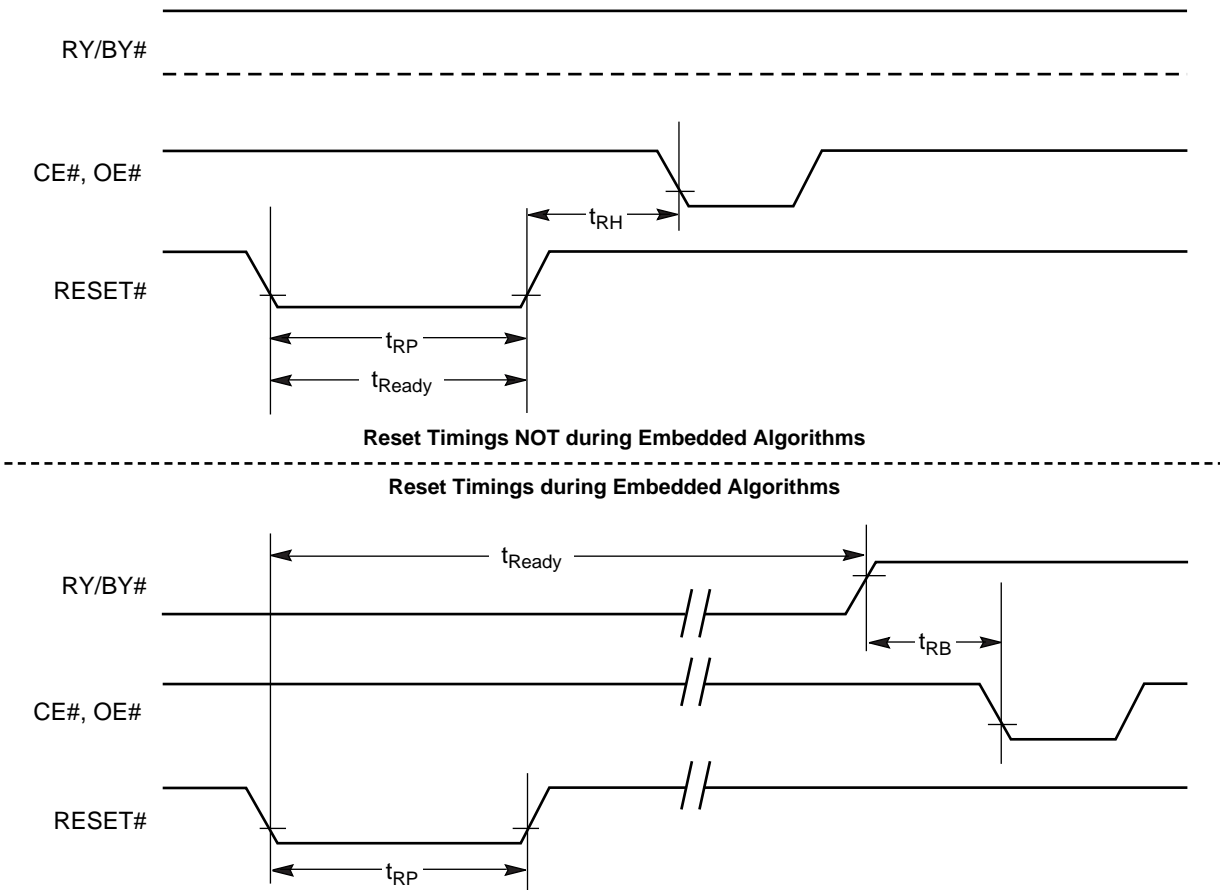 RY/BY#
CE#, OE#
tRH
RESET#
tRP
tReady
Reset Timings NOT during Embedded Algorithms
Reset Timings during Embedded Algorithms
tReady
RY/BY#
tRB
CE#, OE#
RESET#
tRP